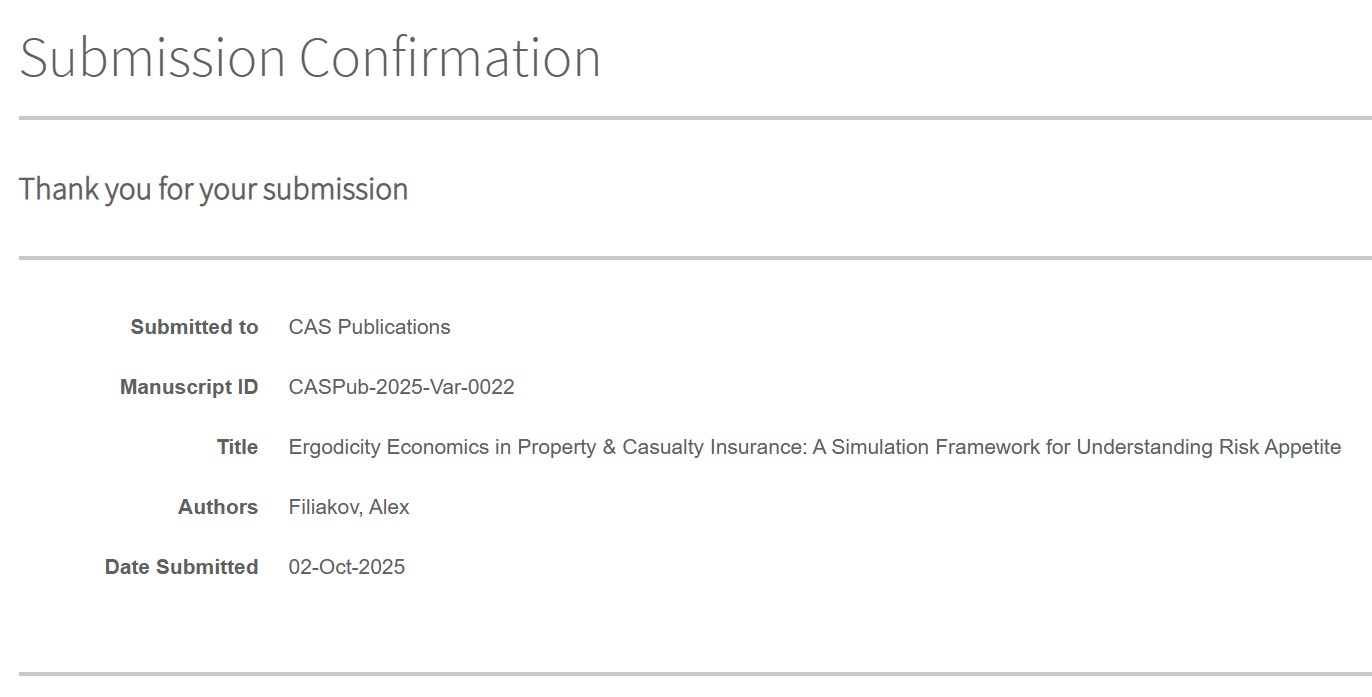 Submission Confirmation
Thank you for your submission
Submitted to CAS Publications
Manuscript ID CASPub-2025-Var-0022
Title Ergodicity Economics in Property & Casualty Insurance: A Simulation Framework for Understanding Risk Appetite
Authors Filiakov, Alex
Date Submitted 02-Oct-2025